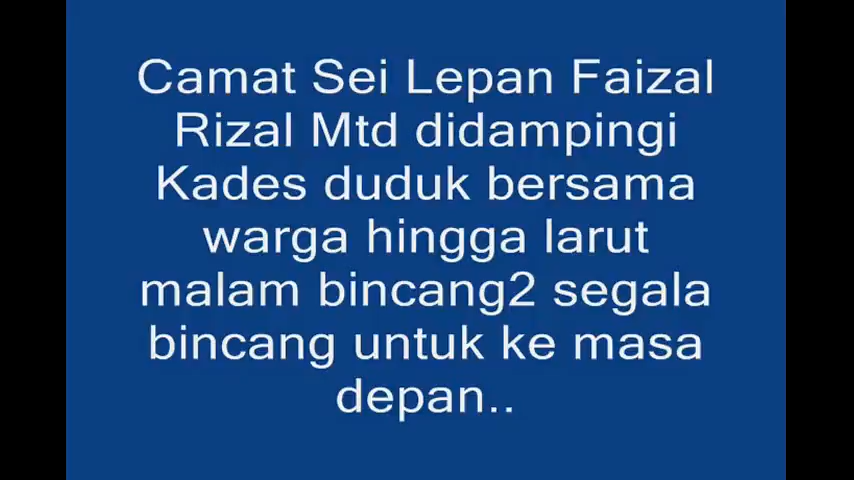 Camat Sei Lepan Faizal
Rizal Mtd didampingi
Kades duduk bersama
warga hingga larut
malam bincang2 segala
bincang untuk ke masa
depan..